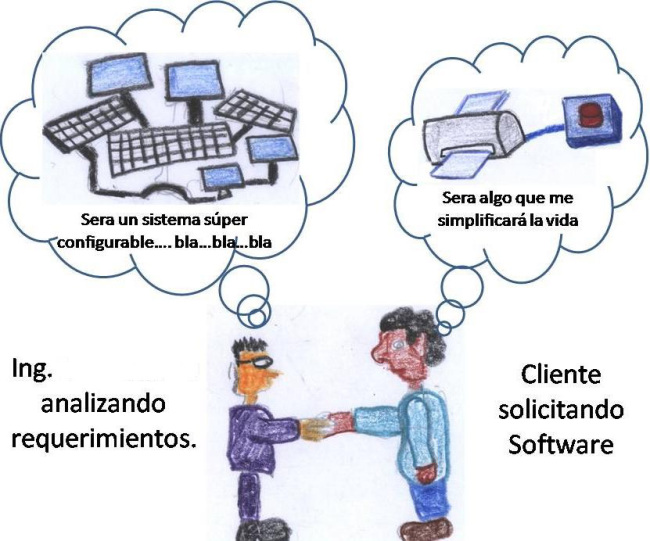 Sera un sistema súper
configurable.... bla...bla...bla
Sera algo que me
simplificará la vida
Ing.
analizando
requerimientos.
Cliente
solicitando
Software